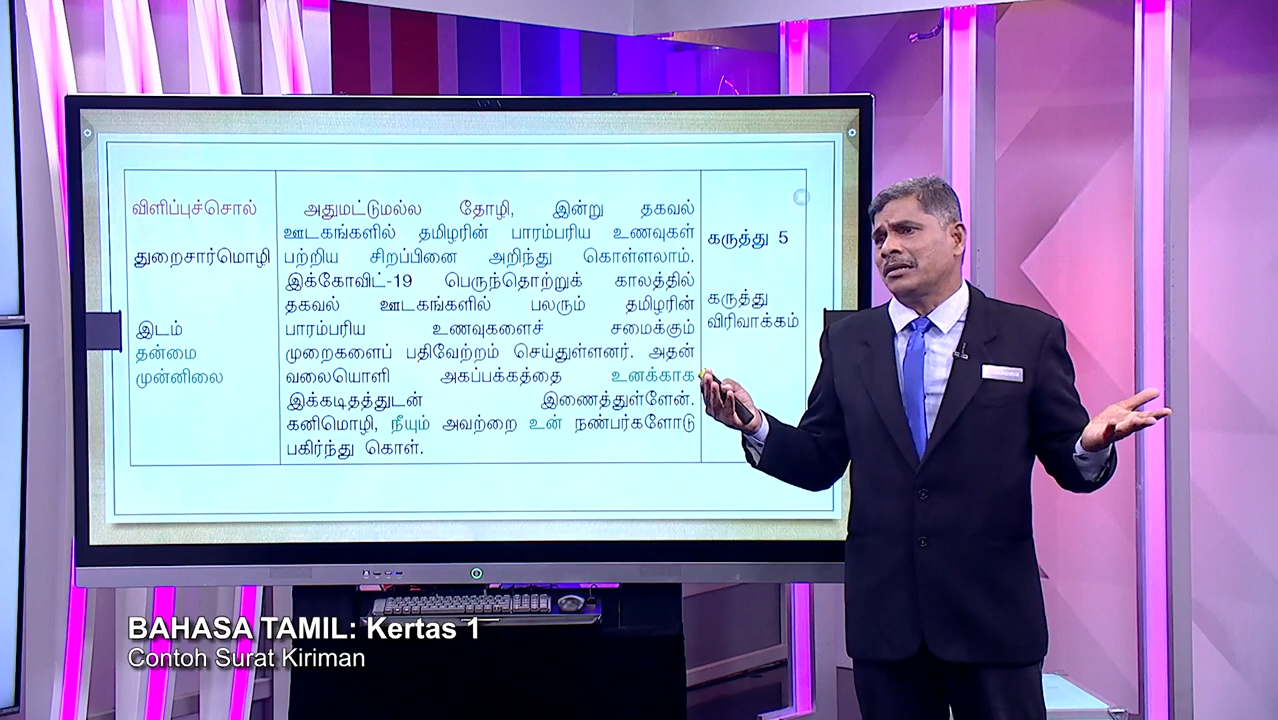 விளிப்புச்சொல்
துறைசார்மொழி
இடம்
தன்மை
முன்னிலை
அதுமட்டுமல்ல தோழி, இன்று தகவல்
ஊடகங்களில் தமிழரின் பாரம்பரிய உணவுகள்
பற்றிய சிறப்பினை அறிந்து கொள்ளலாம்.
இக்கோவிட்-19 பெருந்தொற்றுக் காலத்தில்
தகவல் ஊடகங்களில் பலரும் தமிழரின்
பாரம்பரிய உணவுகளைச் சமைக்கும்
முறைகளைப் பதிவேற்றம் செய்துள்ளனர். அதன்
வலையொளி அகப்பக்கத்தை உனக்காக
இக்கடிதத்துடன் இணைத்துள்ளேன்.
கனிமொழி, நீயும் அவற்றை உன் நண்பர்களோடு
பகிர்ந்து கொள்.
கருத்து 5
கருத்து
விரிவாக்கம்
BAHASA TAMIL: Kertas 1
Contoh Surat Kiriman